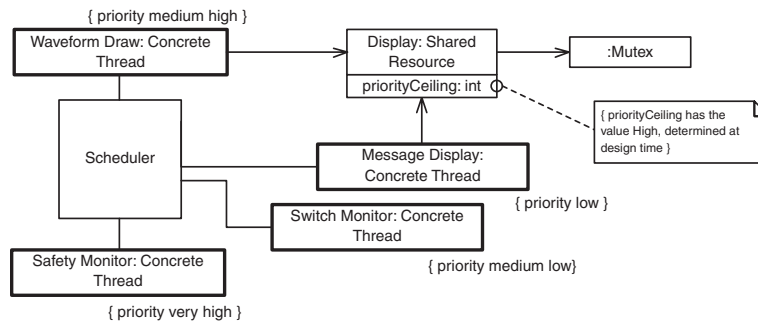 { priority medium high }
Waveform Draw: Concrete
Thread
Display: Shared
Resource
:Mutex
priorityCeiling: int
{ priorityCeiling has the
value High, determined at
design time }
Scheduler
Message Display:
Concrete Thread
{ priority low }
Switch Monitor: Concrete
Thread
{ priority medium low}
Safety Monitor: Concrete
Thread
{ priority very high }